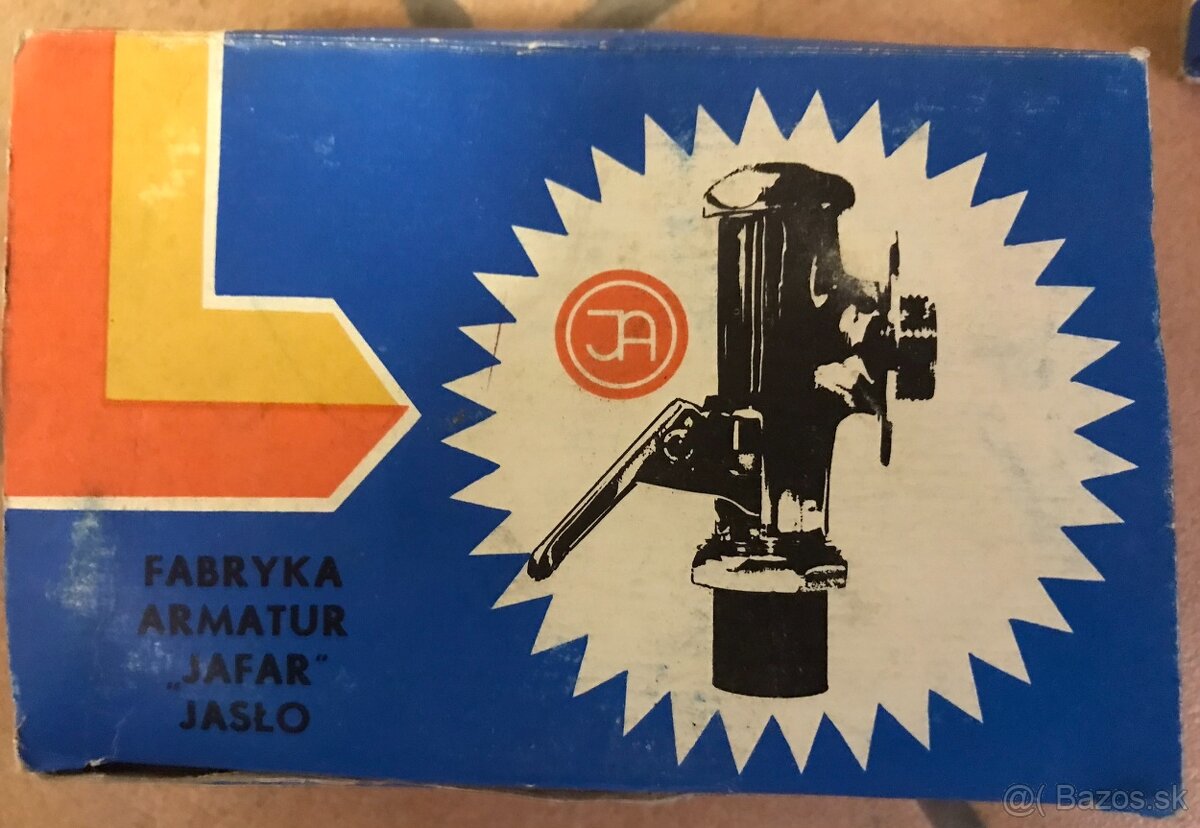 JA
FABRYKA
ARMATUR
„JAFAR"
JASŁO
@( Bazos.sk